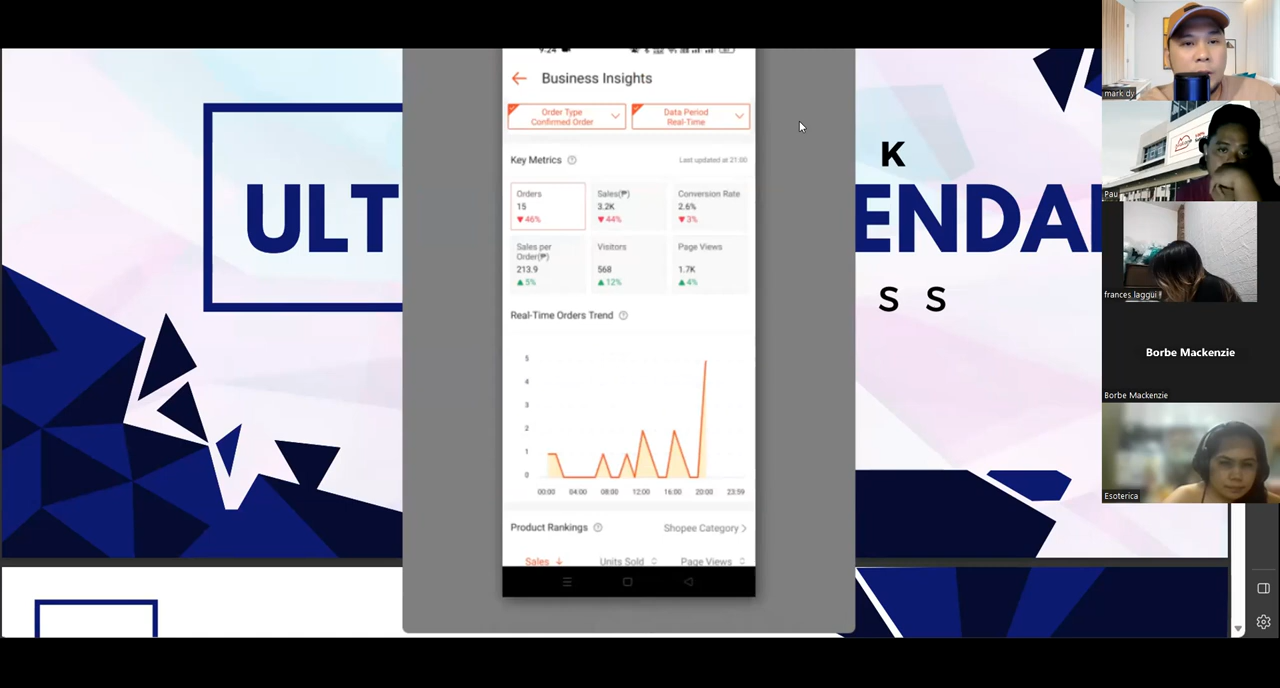 9:24
Business Insights
Order Type
Confirmed Order
Data Period
Real-Time
Key Metrics
Last updated at 21:00
Orders
15
▼46%
Sales(₱)
3.2K
▼44%
Conversion Rate
2.6%
▼3%
Sales per
Order(₱)
213.9
▲5%
Visitors
568
▲12%
Page Views
1.7K
▲4%
Real-Time Orders Trend
5
4
3
2
1
0
00:00 04:00 08:00 12:00 16:00 20:00 23:59
Product Rankings
Shopee Category >
Sales Units Sold Page Views
ULT
K
ENDA
S S
mark dy
Pau
frances laggui
Borbe Mackenzie
Borbe Mackenzie
Esoterica